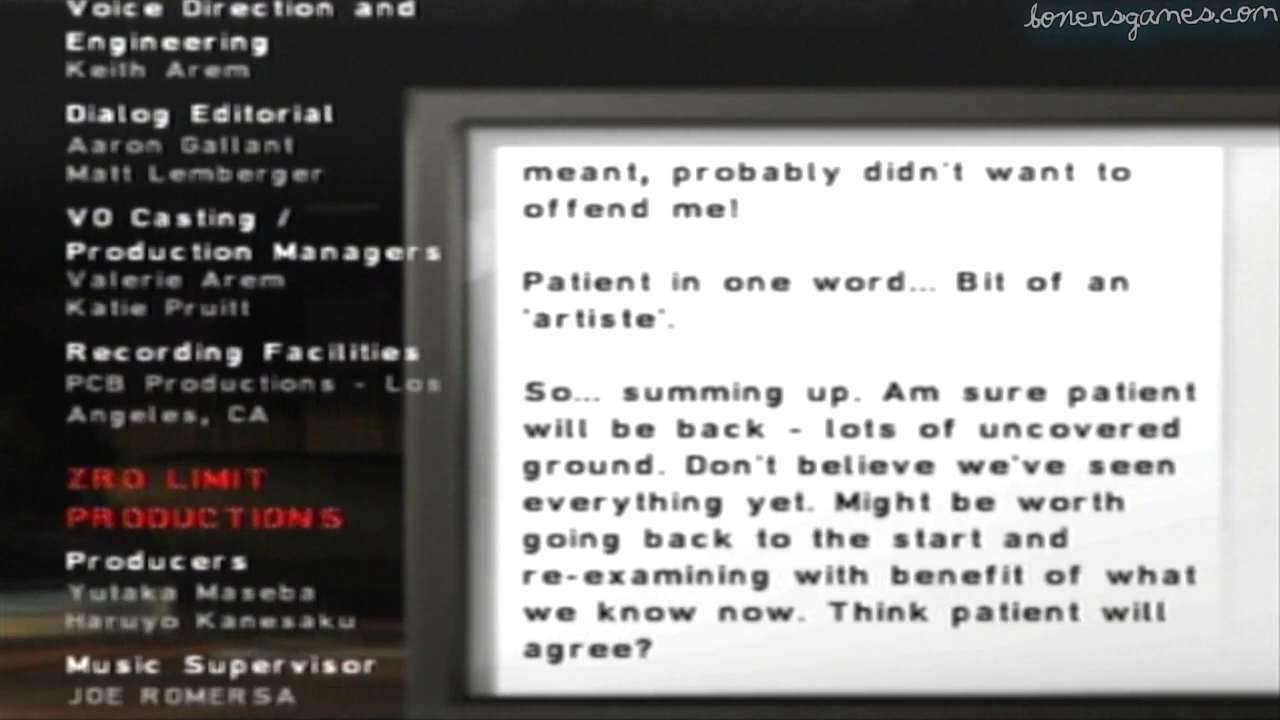 bonersgames.com
Voice Direction and
Engineering
Keith Arem
Dialog Editorial
Aaron Gallant
Matt Lemberger
VO Casting /
Production Managers
Valerie Arem
Katie Pruitt
Recording Facilities
PCB Productions - Los
Angeles, CA
ZRO LIMIT
PRODUCTIONS
Producers
Yutaka Maseba
Haruyo Kanesaku
Music Supervisor
JOE ROMERSA
meant, probably didn't want to
offend me!
Patient in one word... Bit of an
'artiste'.
So... summing up. Am sure patient
will be back - lots of uncovered
ground. Don't believe we've seen
everything yet. Might be worth
going back to the start and
re-examining with benefit of what
we know now. Think patient will
agree?